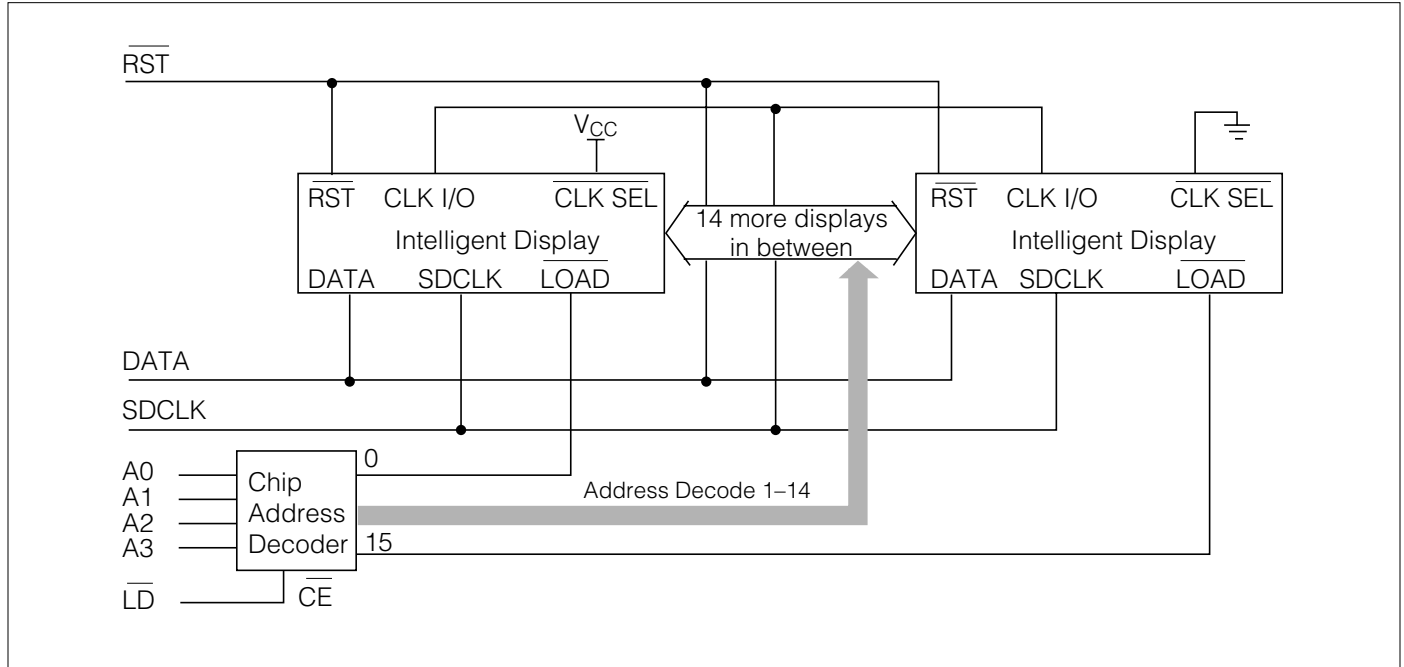 RST
VCC
RST CLK I/O CLK SEL
Intelligent Display
DATA SDCLK LOAD
14 more displays
in between
RST CLK I/O CLK SEL
Intelligent Display
DATA SDCLK LOAD
DATA
SDCLK
A0
A1
A2
A3
Chip
Address
Decoder
0
Address Decode 1–14
15
LD
CE